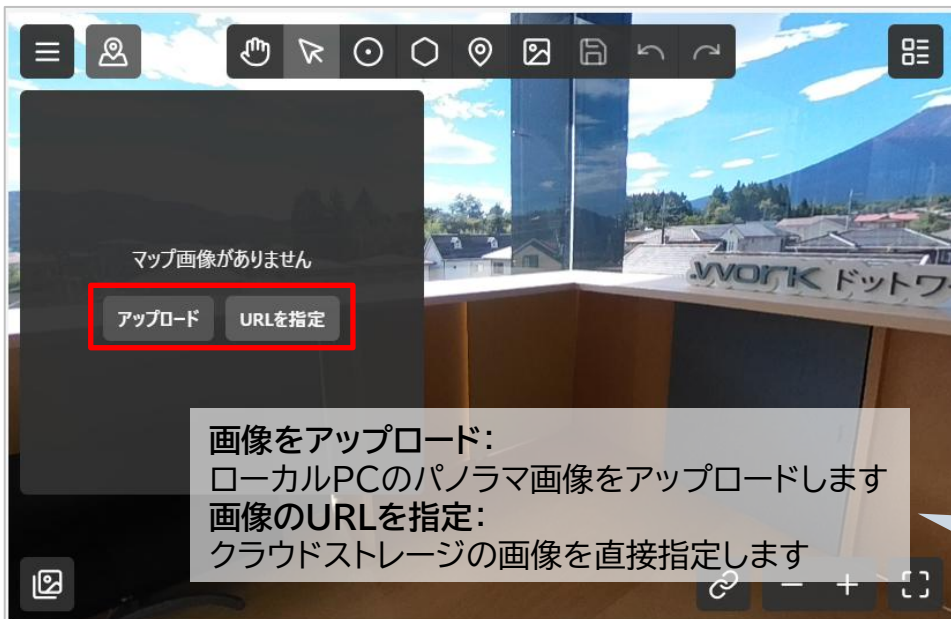 マップ画像がありません
アップロード
URLを指定
.work ドットワ
画像をアップロード：
ローカルPCのパノラマ画像をアップロードします
画像のURLを指定：
クラウドストレージの画像を直接指定します